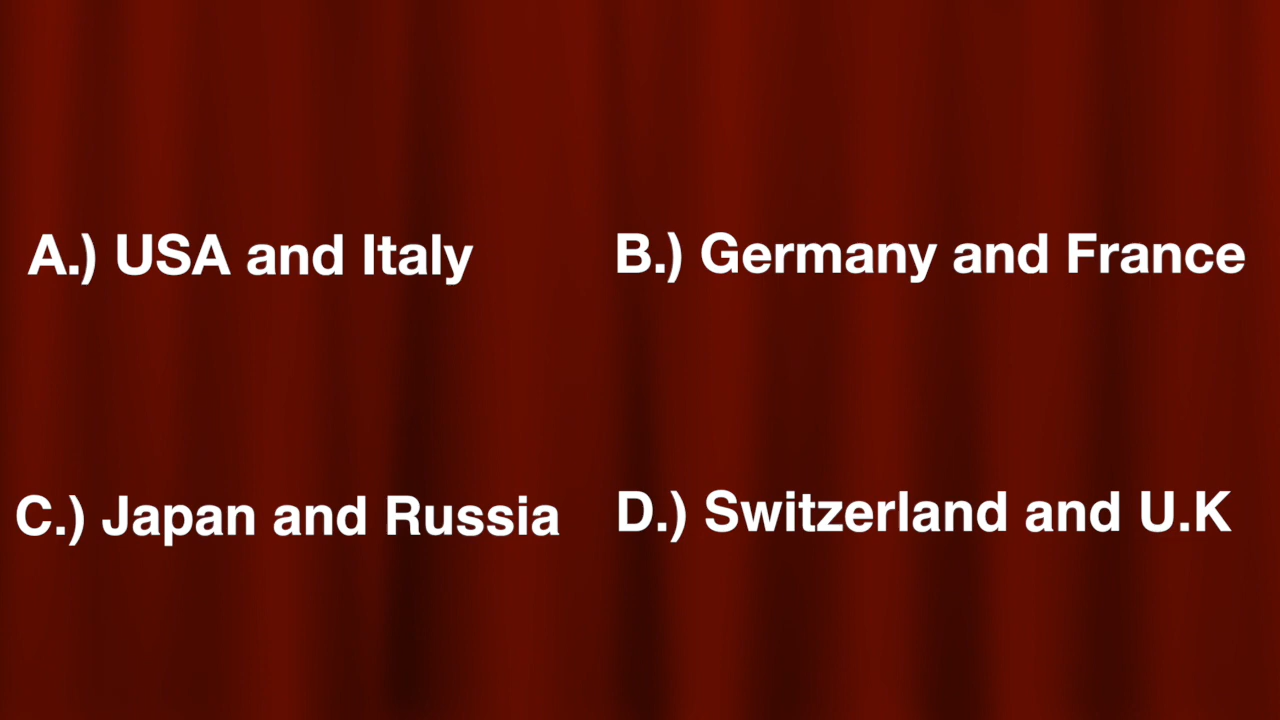 A.) USA and Italy
B.) Germany and France
C.) Japan and Russia
D.) Switzerland and U.K